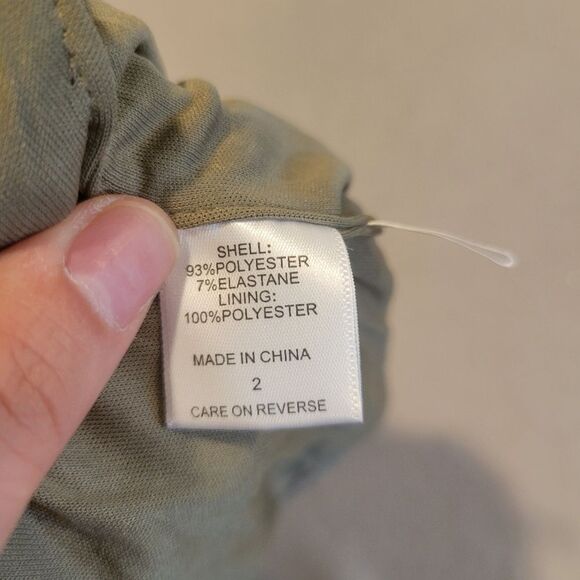 SHELL:
93%POLYESTER
7%ELASTANE
LINING:
100%POLYESTER
MADE IN CHINA
2
CARE ON REVERSE